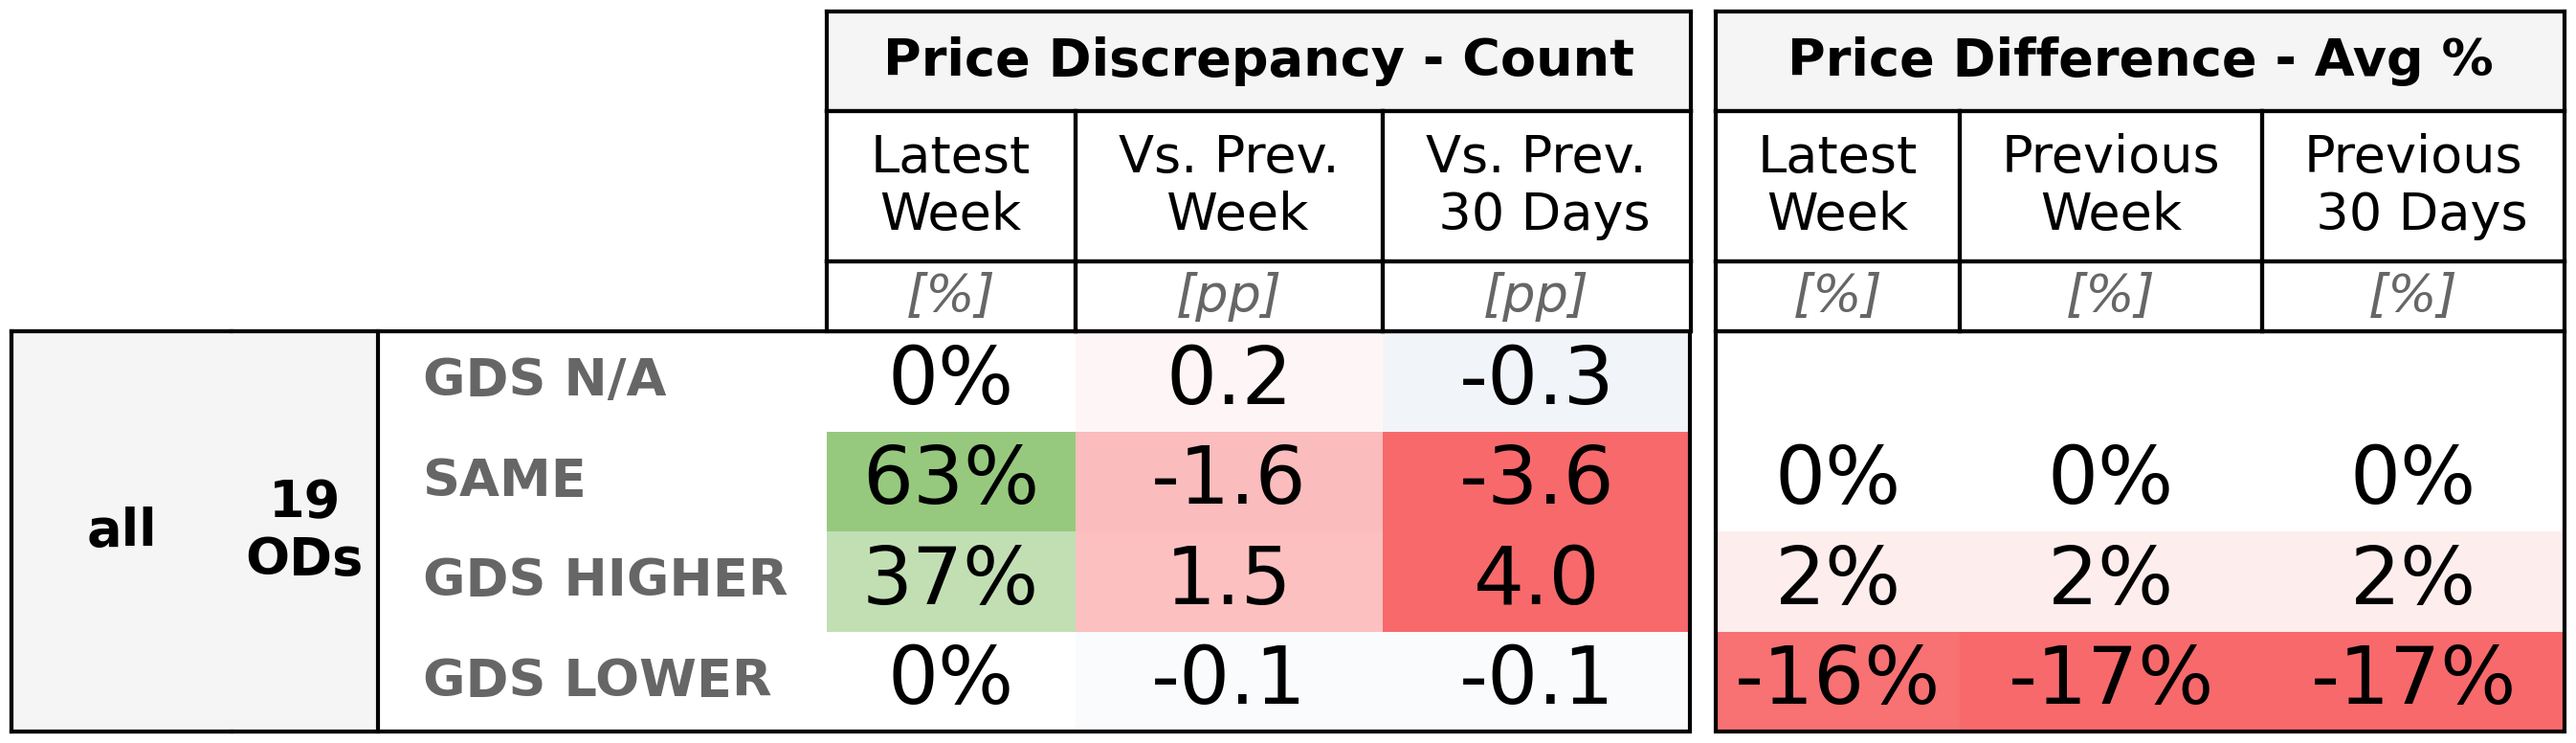 Price Discrepancy - Count Price Difference - Avg %
Latest Week Vs. Prev. Week Vs. Prev. 30 Days Latest Week Previous Week Previous 30 Days
[%] [pp] [pp] [%] [%] [%]
all 19 ODs
GDS N/A 0% 0.2 -0.3
SAME 63% -1.6 -3.6 0% 0% 0%
GDS HIGHER 37% 1.5 4.0 2% 2% 2%
GDS LOWER 0% -0.1 -0.1 -16% -17% -17%